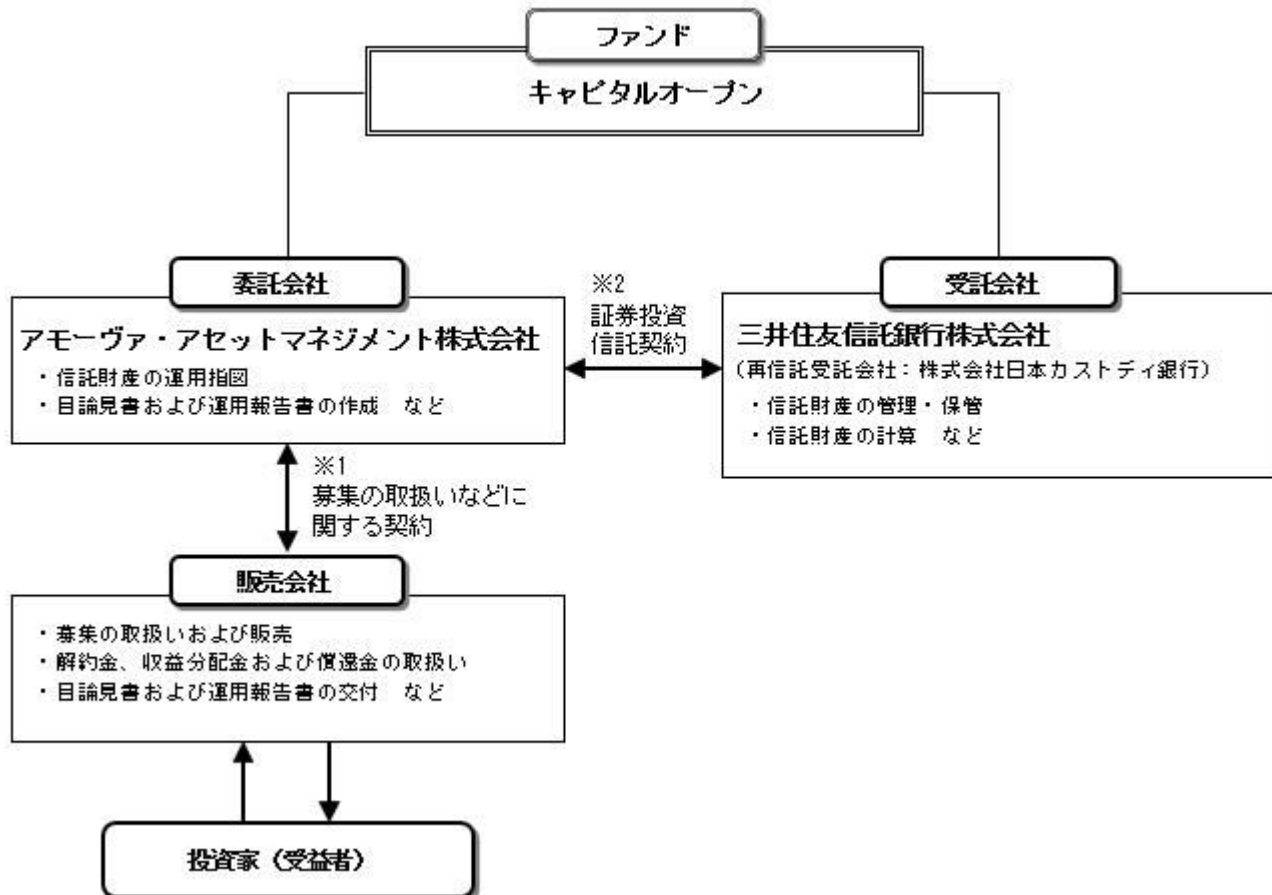 ファンド
キャピタルオープン
委託会社
アモーヴァ・アセットマネジメント株式会社
・信託財産の運用指図
・目論見書および運用報告書の作成　など
※2
証券投資
信託契約
受託会社
三井住友信託銀行株式会社
(再信託受託会社：株式会社日本カストディ銀行)
・信託財産の管理・保管
・信託財産の計算　など
※1
募集の取扱いなどに
関する契約
販売会社
・募集の取扱いおよび販売
・解約金、収益分配金および償還金の取扱い
・目論見書および運用報告書の交付　など
投資家（受益者）